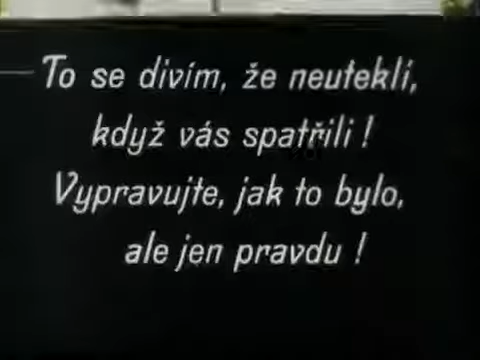 To se divím, že neutekli,
když vás spatřili !
Vypravujte, jak to bylo,
ale jen pravdu !